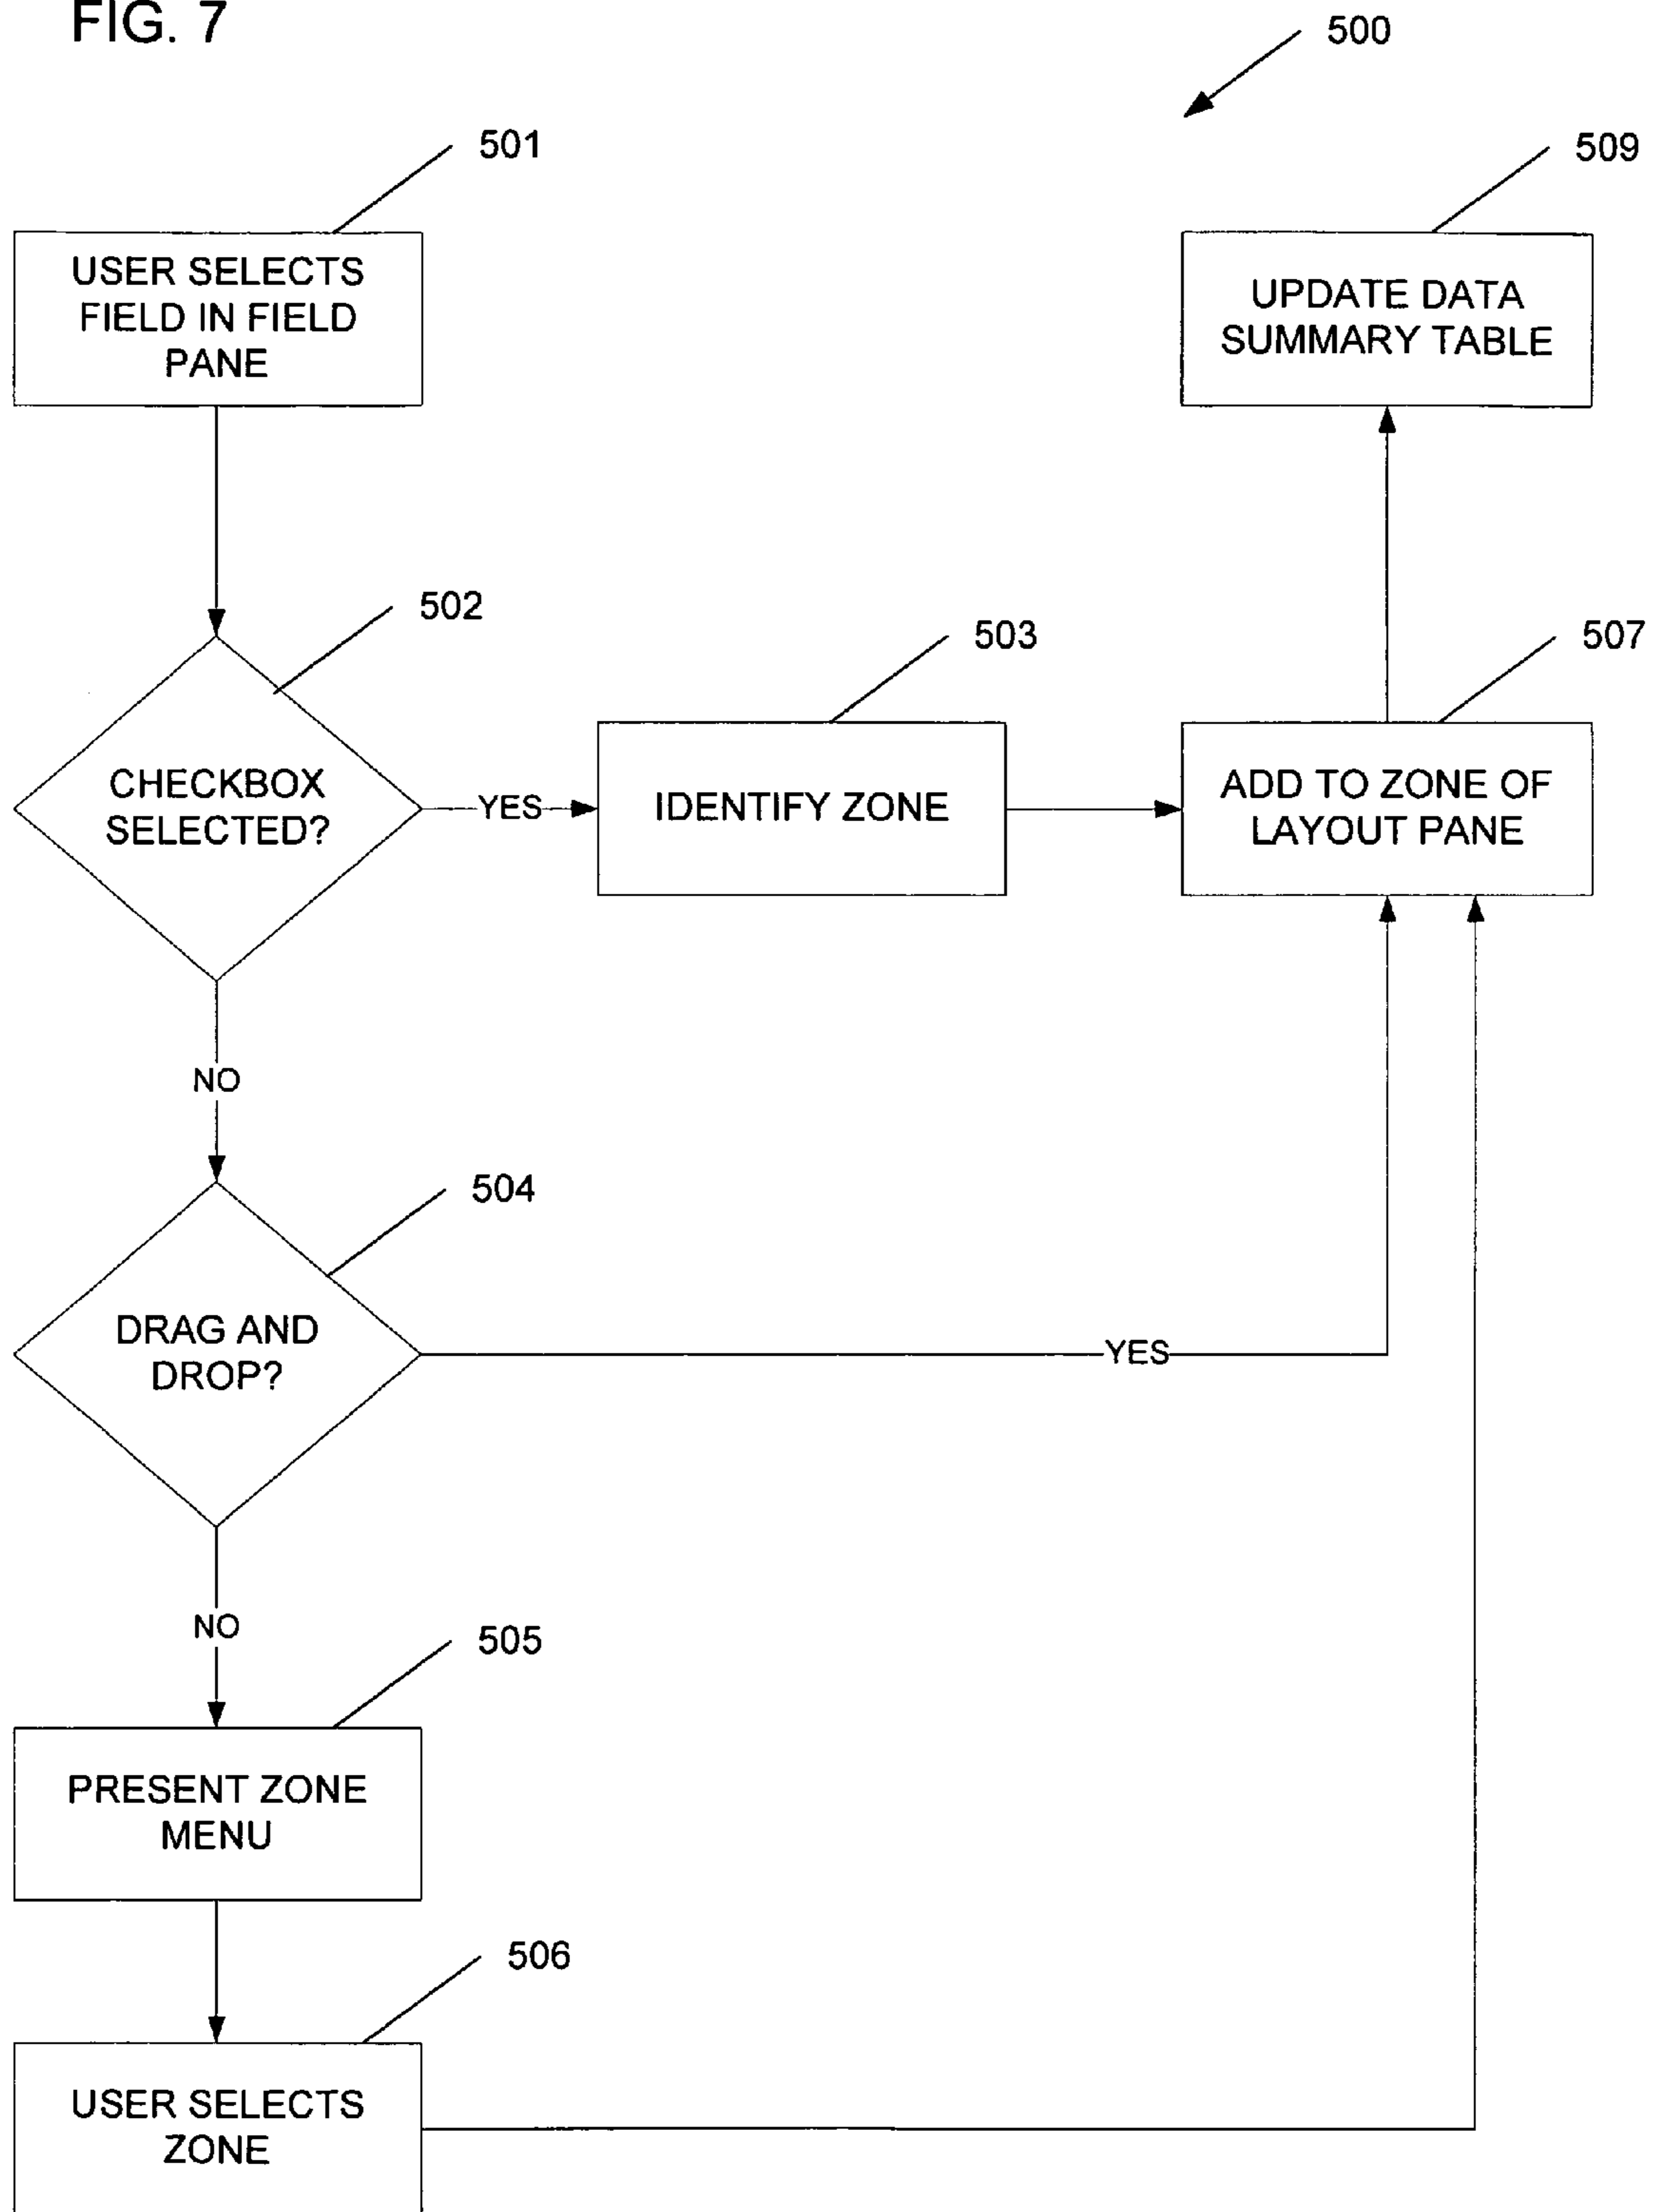 FIG. 7
500
501
509
USER SELECTS
FIELD IN FIELD
PANE
UPDATE DATA
SUMMARY TABLE
502
503
507
CHECKBOX
SELECTED?
YES
IDENTIFY ZONE
ADD TO ZONE OF
LAYOUT PANE
NO
504
DRAG AND
DROP?
YES
NO
505
PRESENT ZONE
MENU
506
USER SELECTS
ZONE